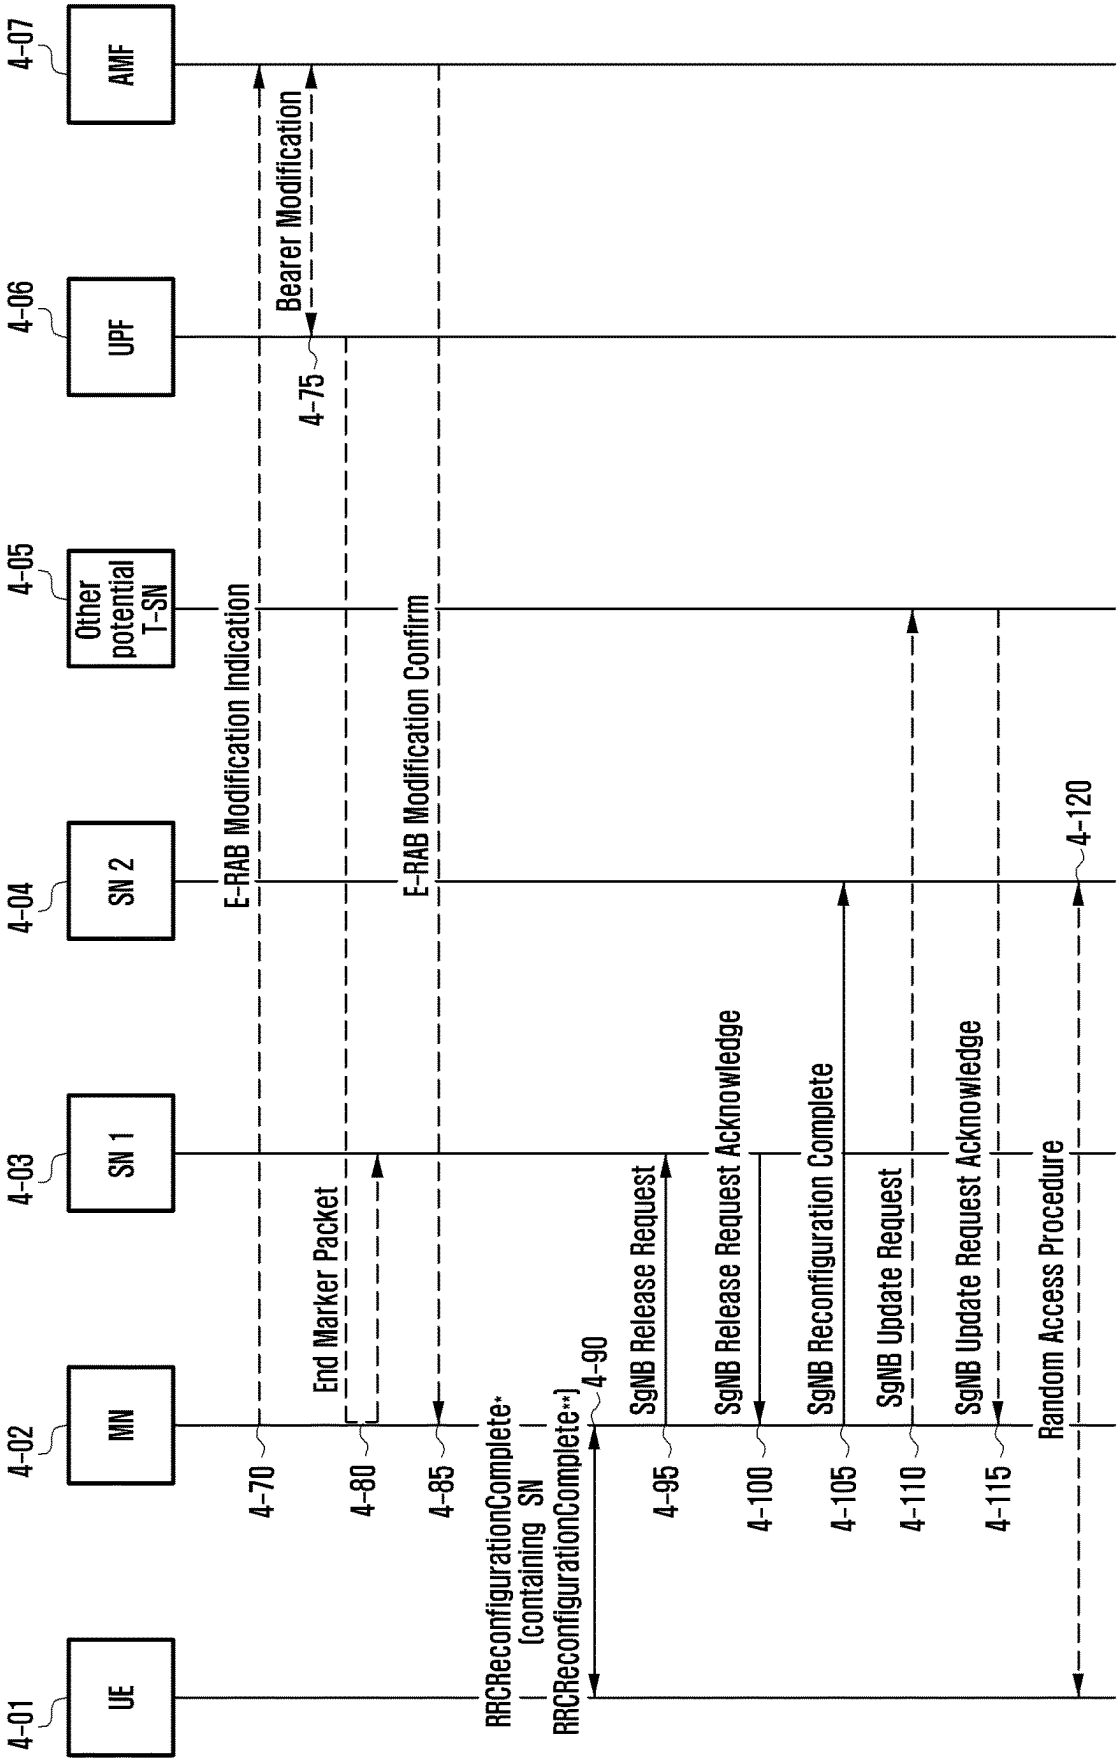 4-01
4-02
4-03
4-04
4-05
4-06
4-07
UE
MN
SN 1
SN 2
Other
potential
T-SN
UPF
AMF
E-RAB Modification Indication
4-70
Bearer Modification
4-75
End Marker Packet
4-80
E-RAB Modification Confirm
4-85
RRCReconfigurationComplete*
(containing SN
RRCReconfigurationComplete**)
4-90
SgNB Release Request
4-95
SgNB Release Request Acknowledge
4-100
SgNB Reconfiguration Complete
4-105
SgNB Update Request
4-110
SgNB Update Request Acknowledge
4-115
Random Access Procedure
4-120